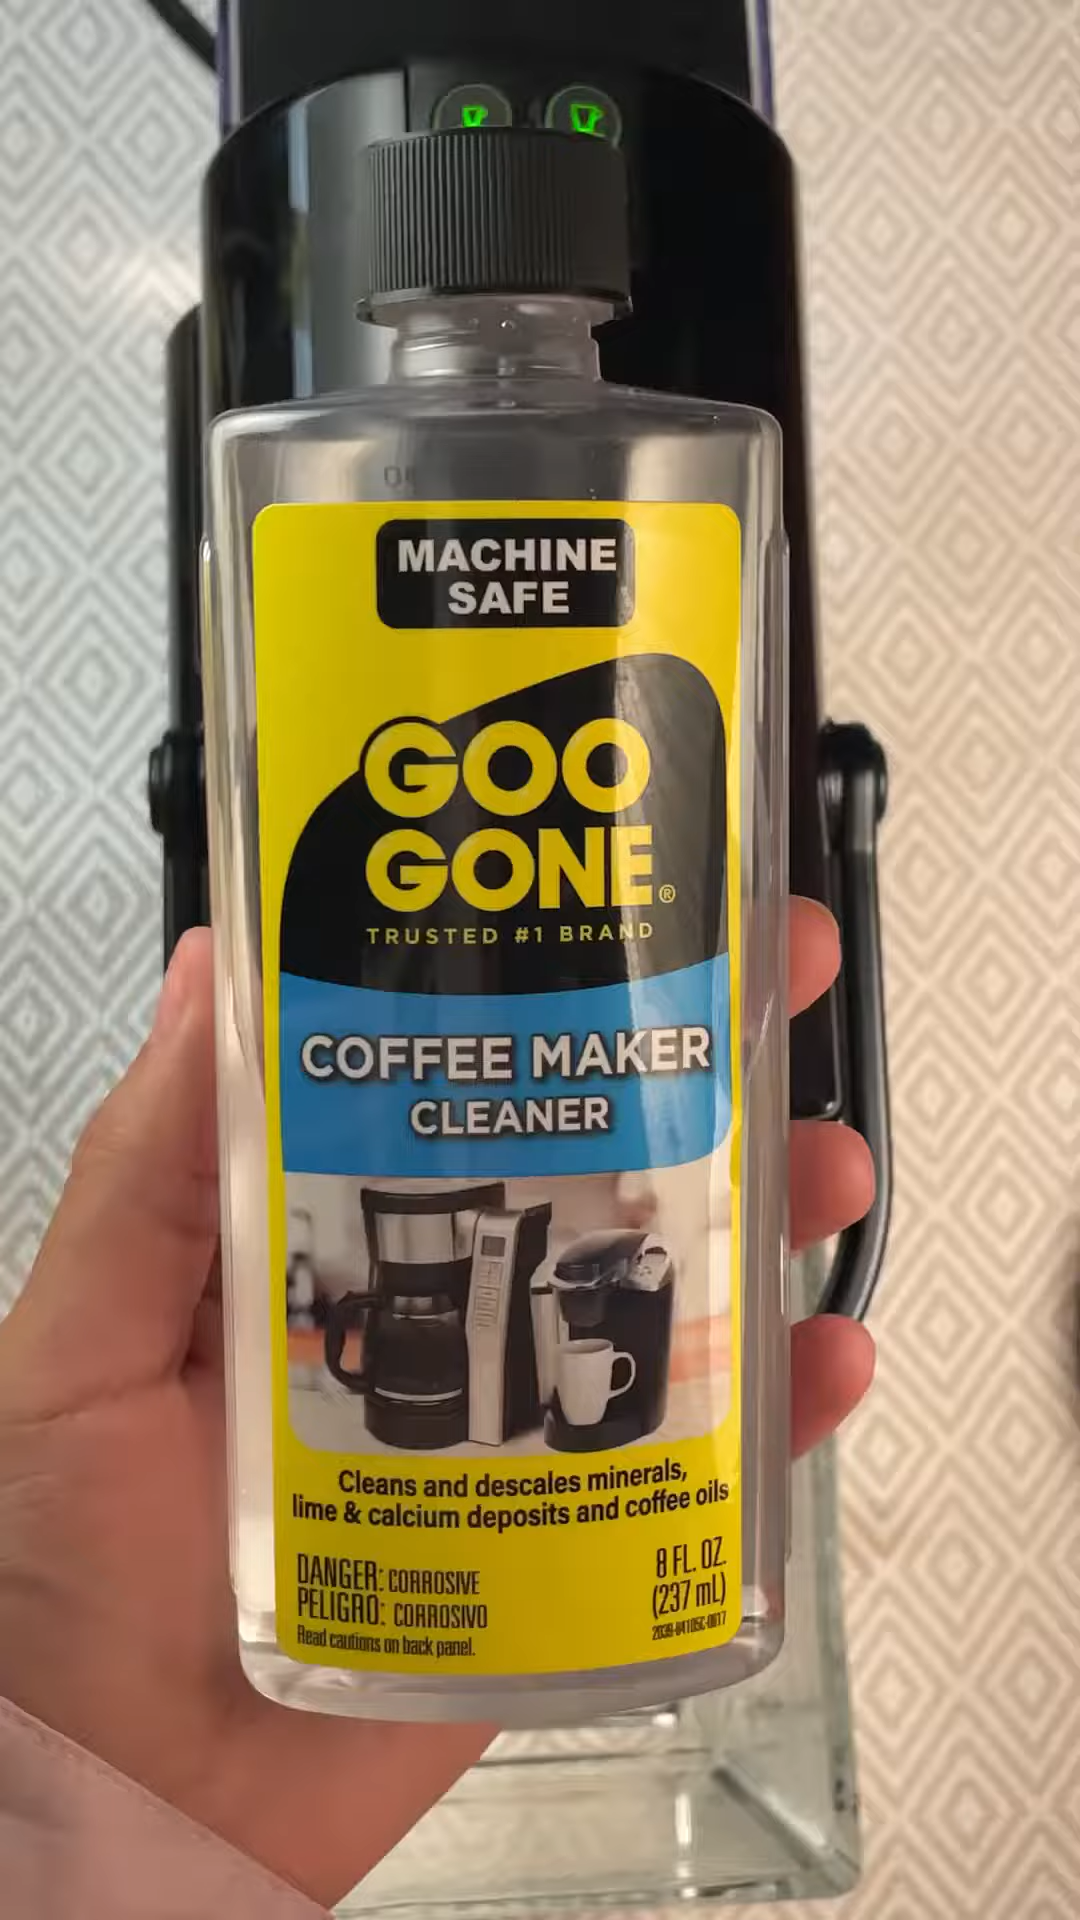 MACHINE
SAFE
GOO
GONE®
TRUSTED #1 BRAND
COFFEE MAKER
CLEANER
Cleans and descales minerals,
lime & calcium deposits and coffee oils
DANGER: CORROSIVE
PELIGRO: CORROSIVO
Read cautions on back panel.
8 FL. OZ.
(237 mL)